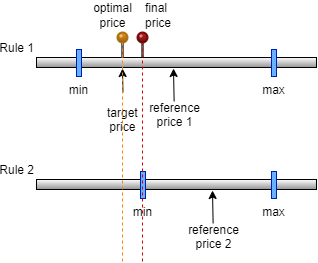 optimal
price
final
price
Rule 1
min
max
target
price
reference
price 1
Rule 2
min
max
reference
price 2